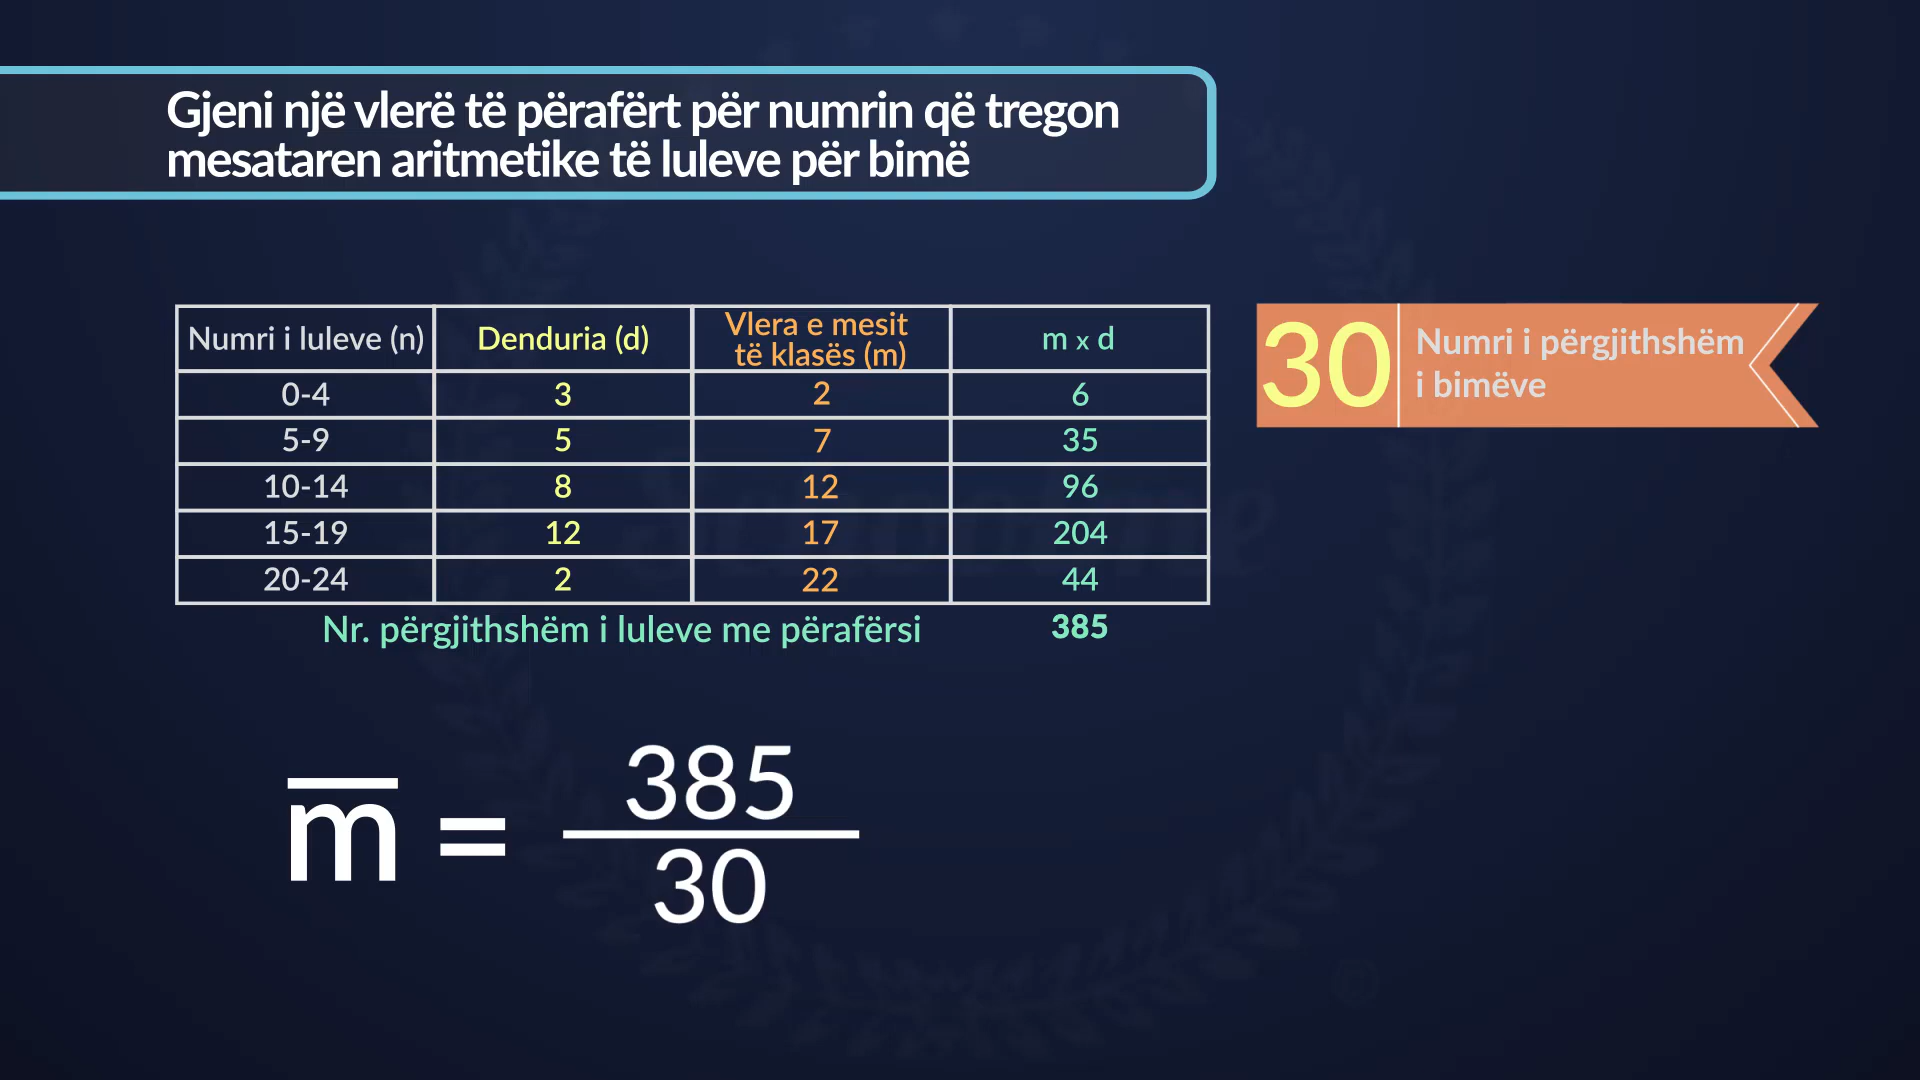 Gjeni një vlerë të përafërt për numrin që tregon
mesataren aritmetike të luleve për bimë
Numri i luleve (n) Denduria (d) Vlera e mesit të klasës (m) m x d
0-4 3 2 6
5-9 5 7 35
10-14 8 12 96
15-19 12 17 204
20-24 2 22 44
Nr. përgjithshëm i luleve me përafërsi 385
30 Numri i përgjithshëm
i bimëve
m̅ = 385
30